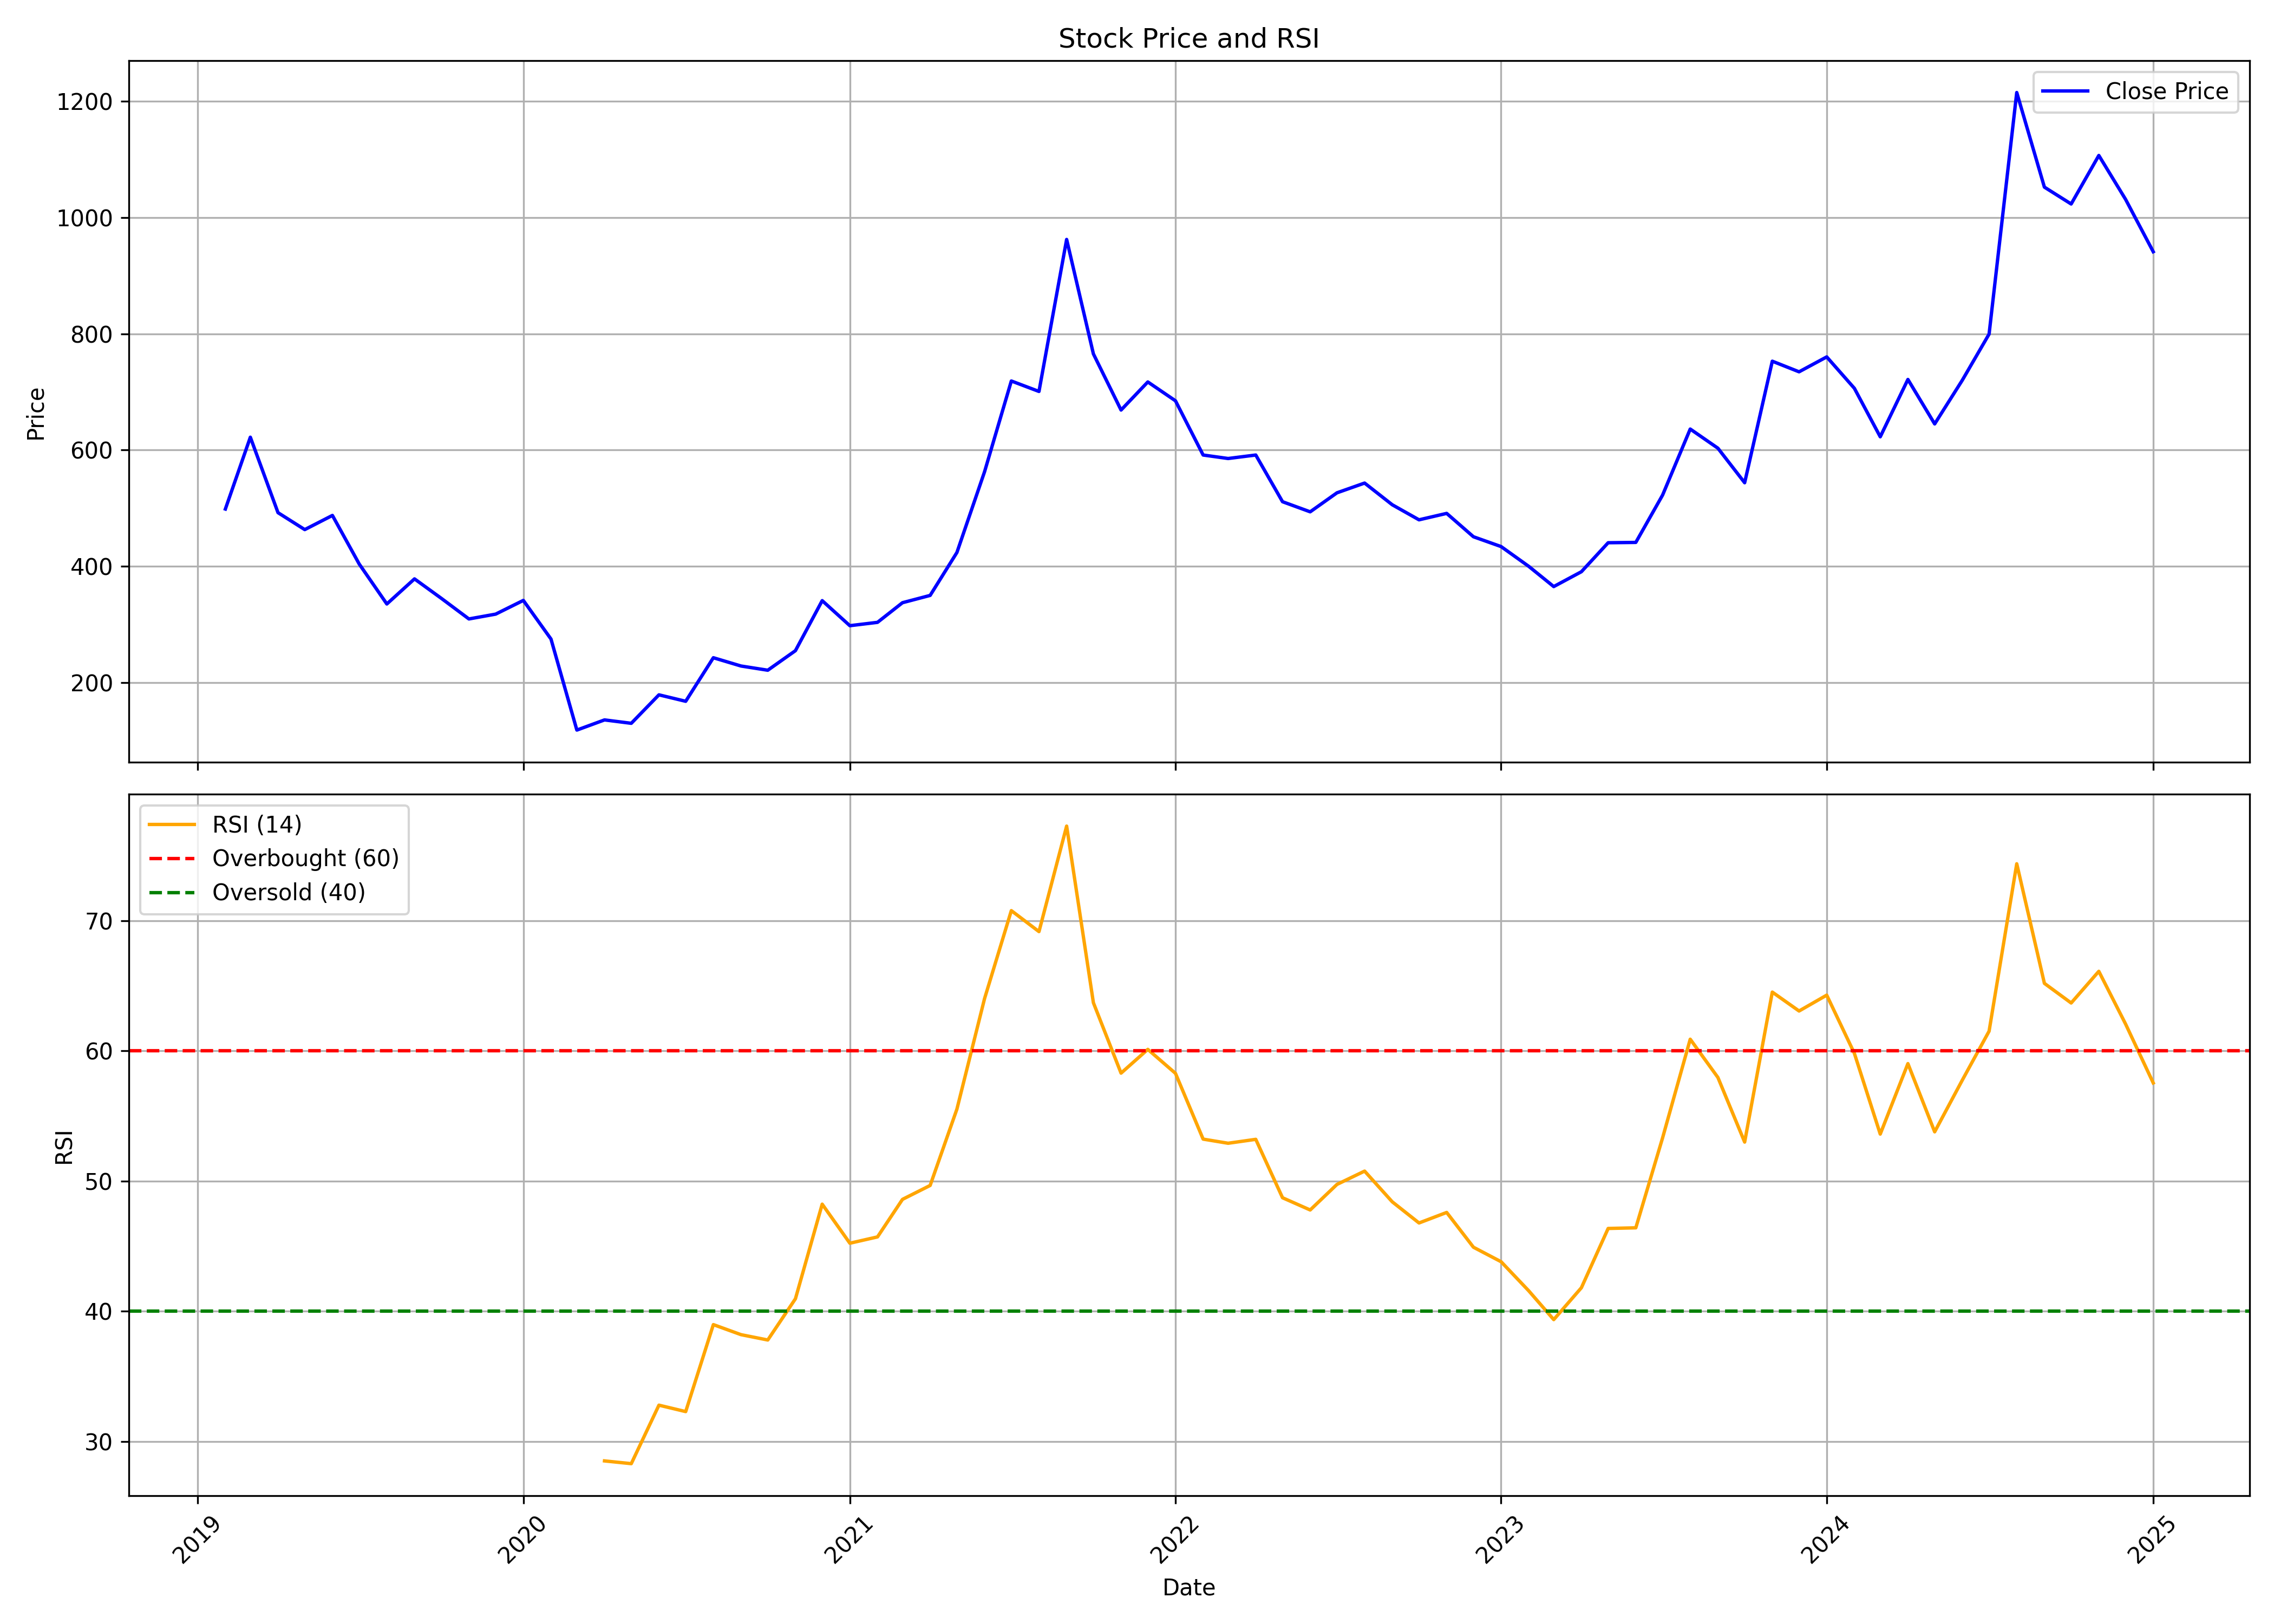 Stock Price and RSI
Close Price
1200
1000
800
600
400
200
Price
RSI (14)
Overbought (60)
Oversold (40)
70
60
50
40
30
RSI
2019
2020
2021
2022
2023
2024
2025
Date